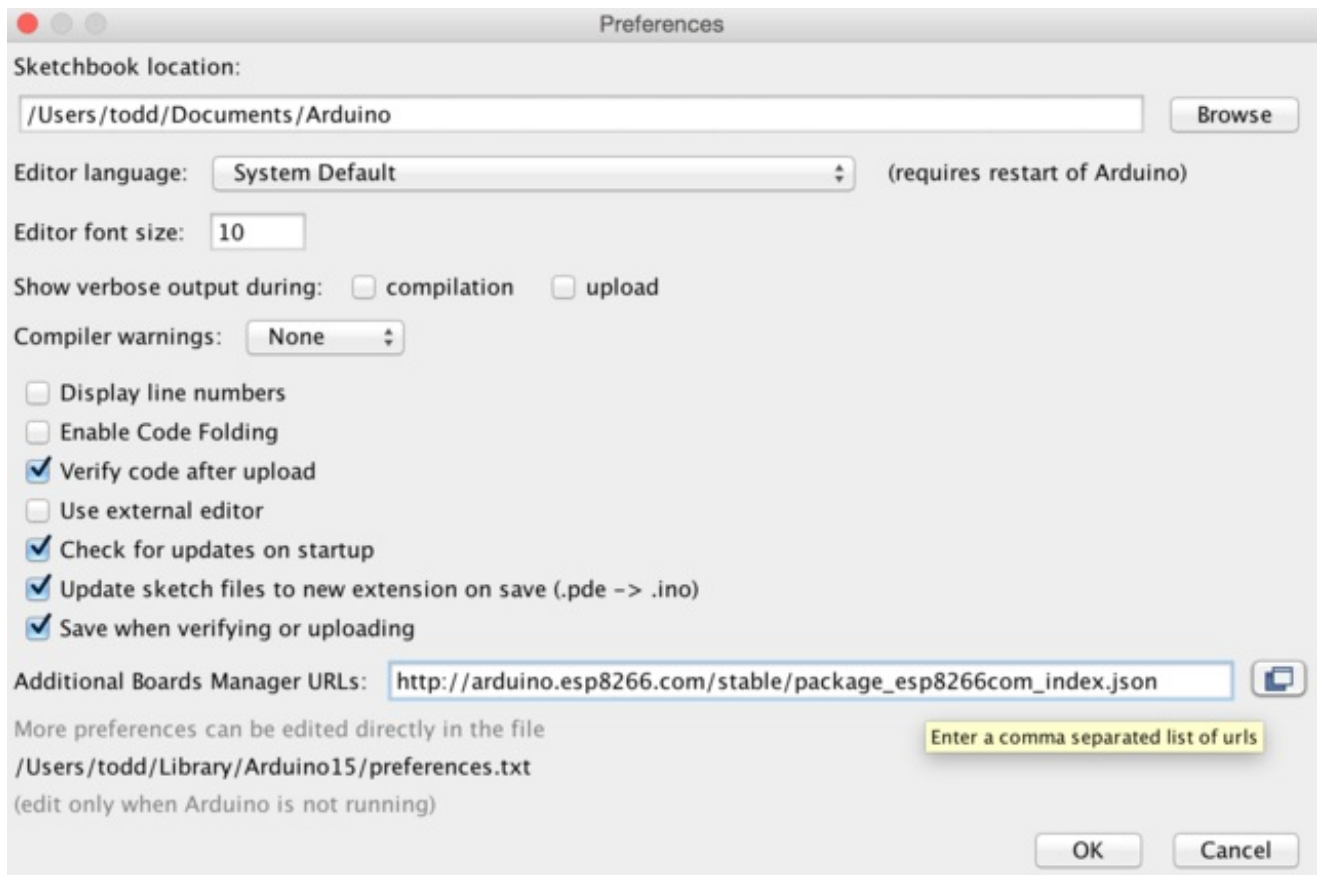 Preferences
Sketchbook location:
/Users/todd/Documents/Arduino Browse
Editor language: System Default (requires restart of Arduino)
Editor font size: 10
Show verbose output during: compilation upload
Compiler warnings: None
Display line numbers
Enable Code Folding
Verify code after upload
Use external editor
Check for updates on startup
Update sketch files to new extension on save (.pde -> .ino)
Save when verifying or uploading
Additional Boards Manager URLs: http://arduino.esp8266.com/stable/package_esp8266com_index.json
More preferences can be edited directly in the file
Enter a comma separated list of urls
/Users/todd/Library/Arduino15/preferences.txt
(edit only when Arduino is not running)
OK Cancel